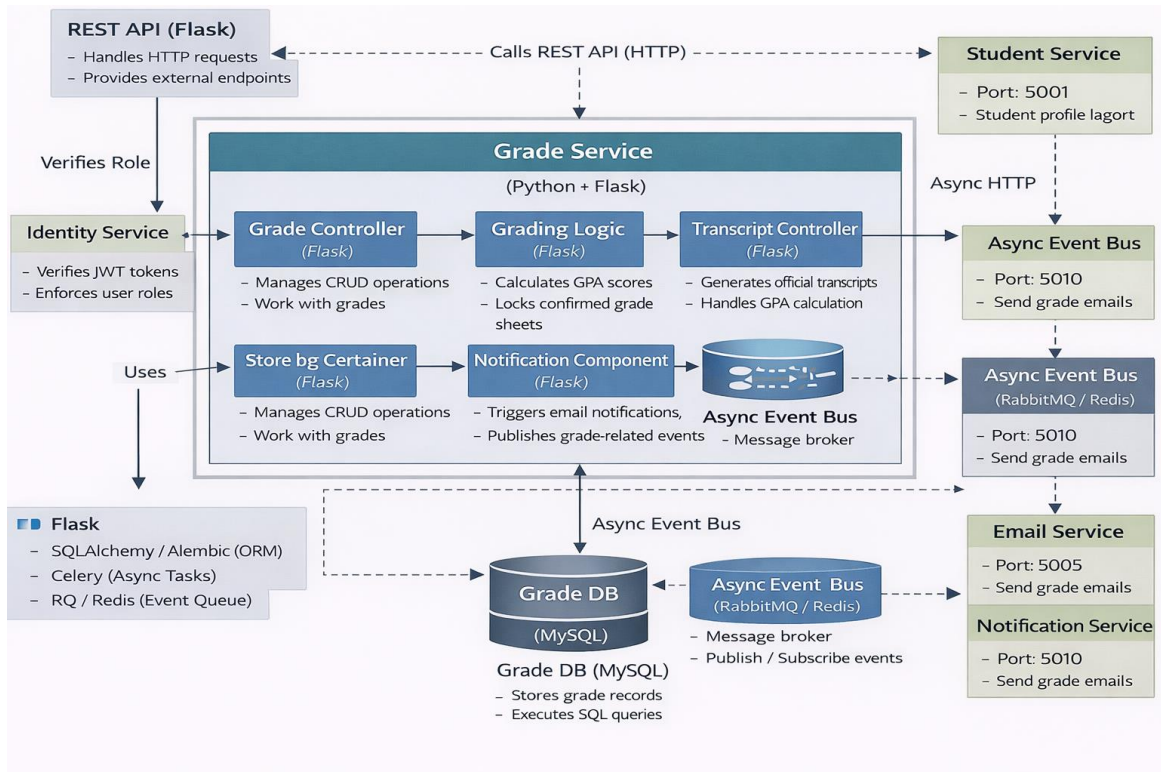 REST API (Flask)
– Handles HTTP requests
– Provides external endpoints
Calls REST API (HTTP)
Student Service
– Port: 5001
– Student profile lagort
Verifies Role
Async HTTP
Identity Service
– Verifies JWT tokens
– Enforces user roles
Grade Service
(Python + Flask)
Grade Controller
(Flask)
– Manages CRUD operations
– Work with grades
Grading Logic
(Flask)
– Calculates GPA scores
– Locks confirmed grade
sheets
Transcript Controller
(Flask)
– Generates official transcripts
– Handles GPA calculation
Async Event Bus
– Port: 5010
– Send grade emails
Uses
Store bg Certainer
(Flask)
– Manages CRUD operations
– Work with grades
Notification Component
(Flask)
– Triggers email notifications,
– Publishes grade-related events
Async Event Bus
– Message broker
Async Event Bus
(RabbitMQ / Redis)
– Port: 5010
– Send grade emails
Flask
– SQLAlchemy / Alembic (ORM)
– Celery (Async Tasks)
– RQ / Redis (Event Queue)
Async Event Bus
Grade DB
(MySQL)
Grade DB (MySQL)
– Stores grade records
– Executes SQL queries
Async Event Bus
(RabbitMQ / Redis)
– Message broker
– Publish / Subscribe events
Email Service
– Port: 5005
– Send grade emails
Notification Service
– Port: 5010
– Send grade emails